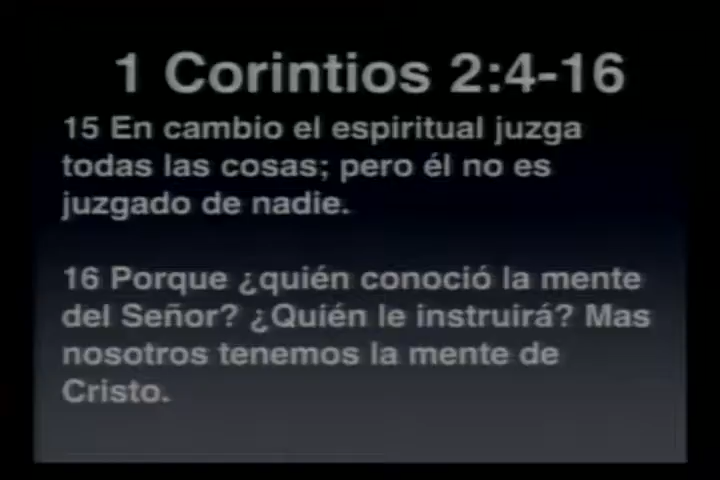 1 Corintios 2:4-16
15 En cambio el espiritual juzga
todas las cosas; pero él no es
juzgado de nadie.
16 Porque ¿quién conoció la mente
del Señor? ¿Quién le instruirá? Mas
nosotros tenemos la mente de
Cristo.